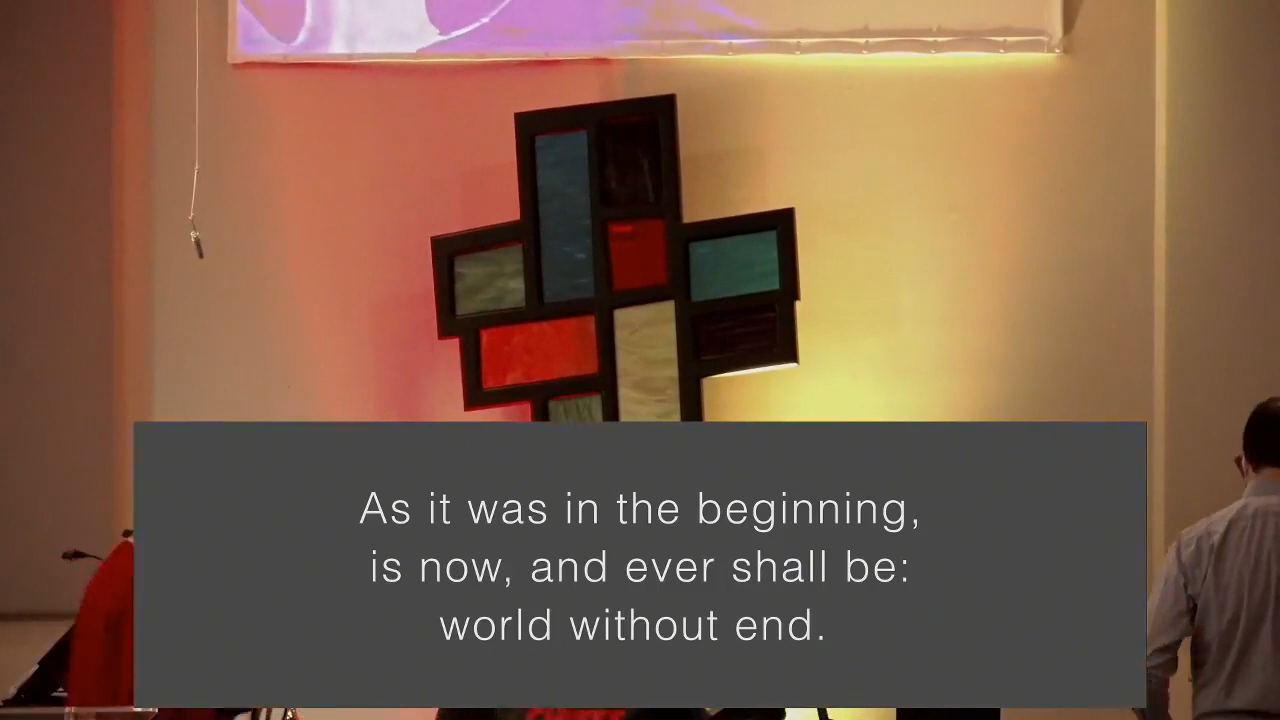 As it was in the beginning,
is now, and ever shall be:
world without end.